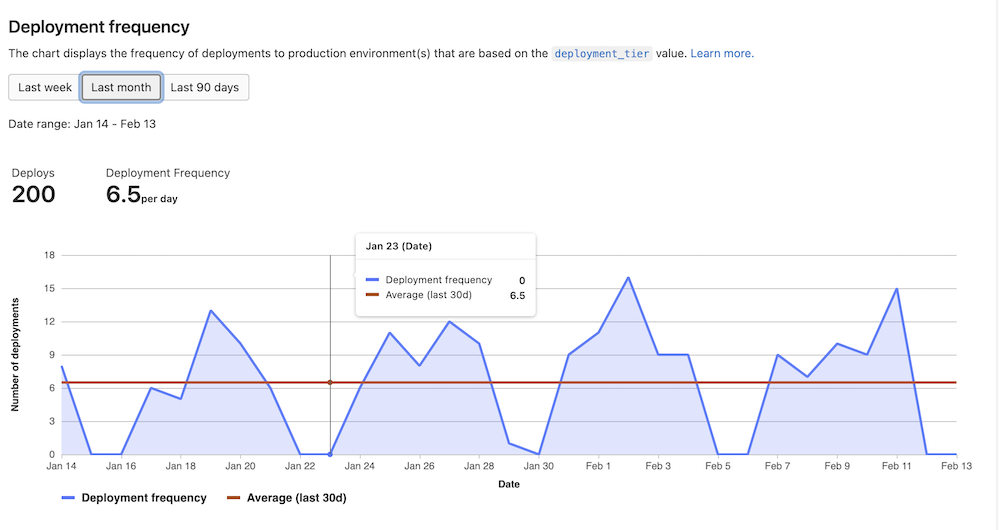 Deployment frequency
The chart displays the frequency of deployments to production environment(s) that are based on the deployment_tier value. Learn more.
Last week Last month Last 90 days
Date range: Jan 14 - Feb 13
Deploys Deployment Frequency
200 6.5per day
Jan 23 (Date)
Deployment frequency 0
Average (last 30d) 6.5
Number of deployments
18
15
12
9
6
3
0
Jan 14 Jan 16 Jan 18 Jan 20 Jan 22 Jan 24 Jan 26 Jan 28 Jan 30 Feb 1 Feb 3 Feb 5 Feb 7 Feb 9 Feb 11 Feb 13
Date
Deployment frequency Average (last 30d)